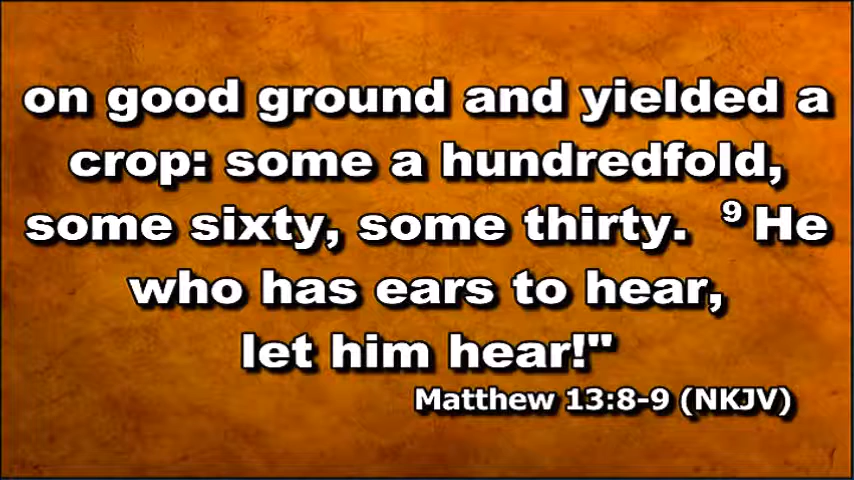 on good ground and yielded a
crop: some a hundredfold,
some sixty, some thirty. ⁹ He
who has ears to hear,
let him hear!"
Matthew 13:8-9 (NKJV)